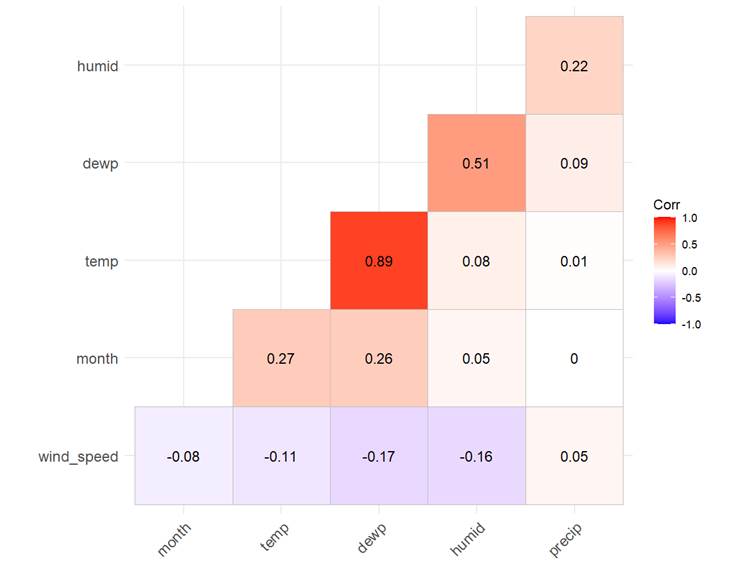 humid 0.22
dewp 0.51 0.09
temp 0.89 0.08 0.01
month 0.27 0.26 0.05 0
wind_speed -0.08 -0.11 -0.17 -0.16 0.05
month temp dewp humid precip
Corr
1.0
0.5
0.0
-0.5
-1.0